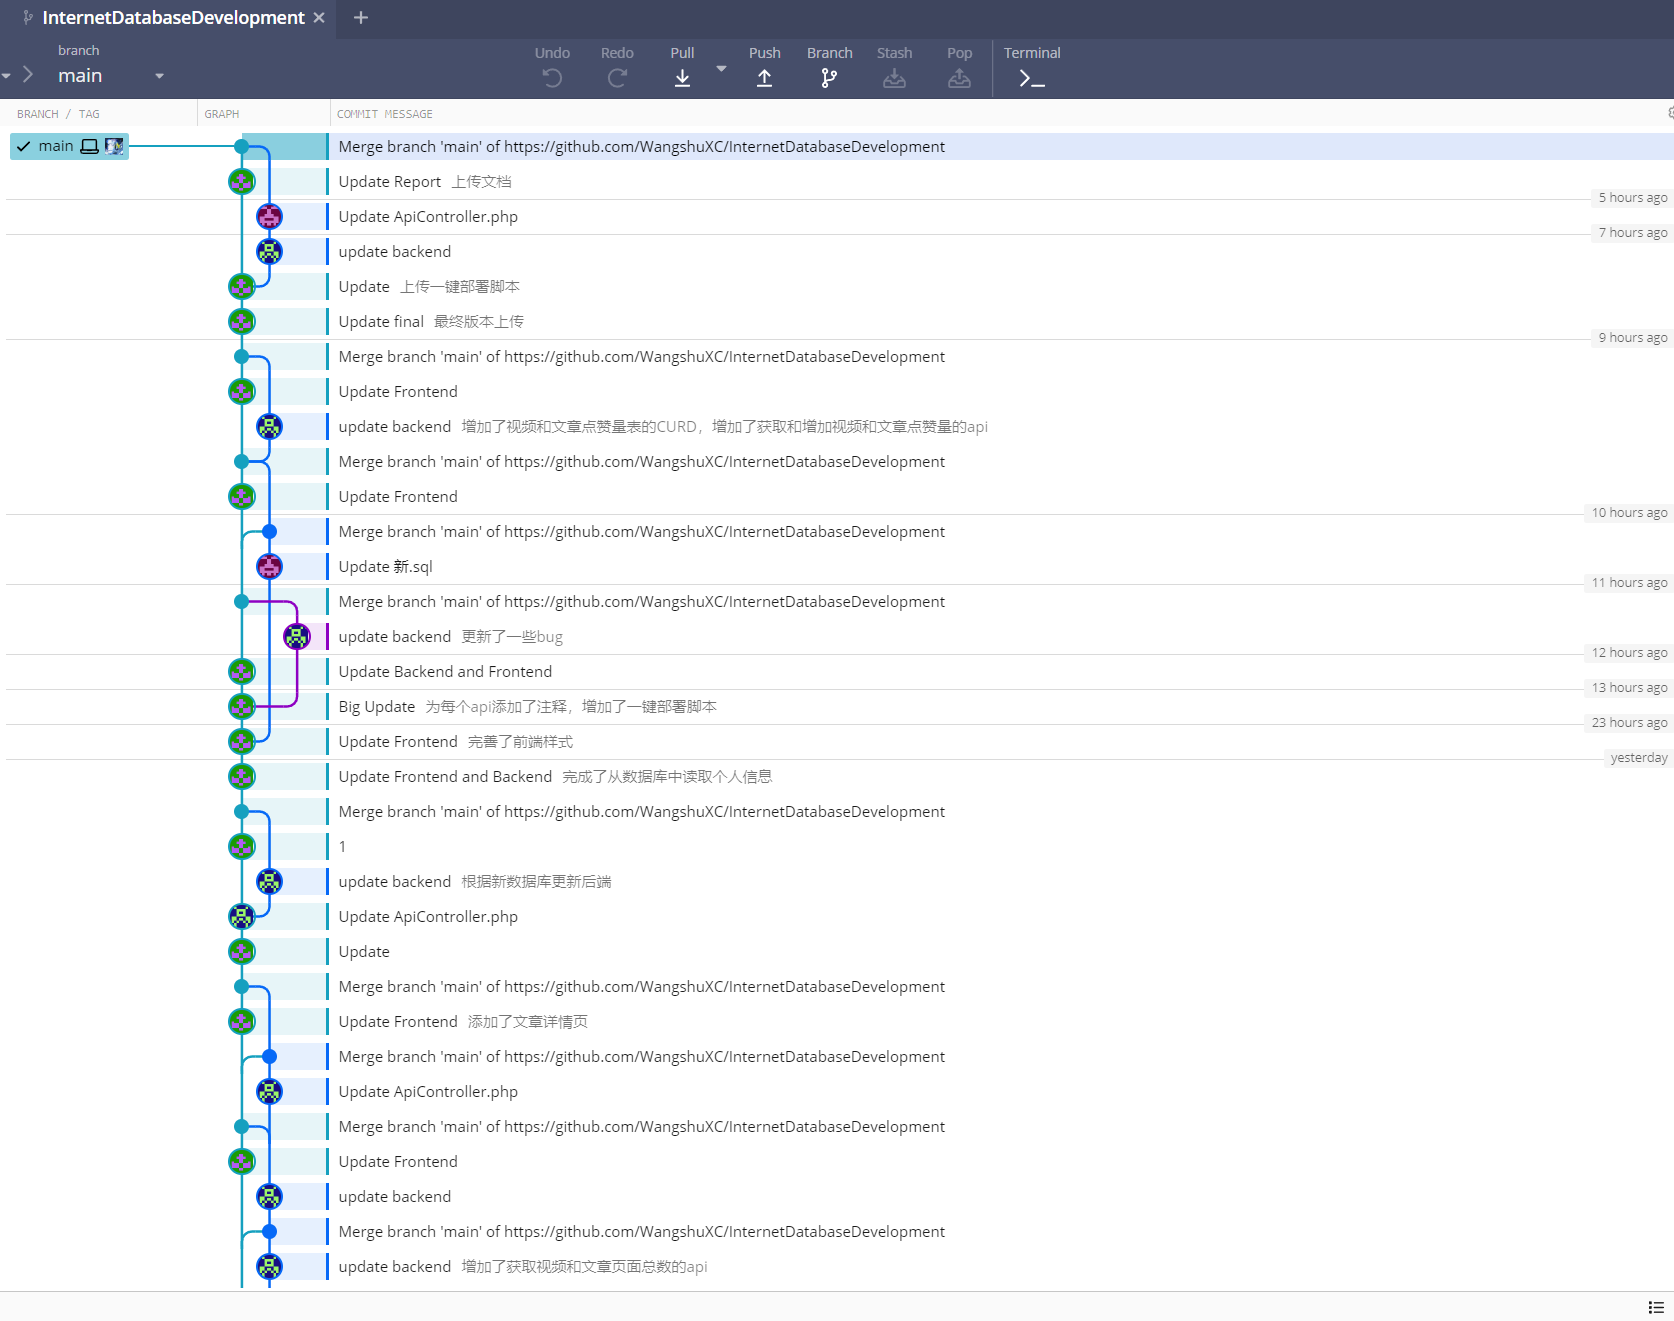 InternetDatabaseDevelopment
branch
main
Undo
Redo
Pull
Push
Branch
Stash
Pop
Terminal
BRANCH / TAG
GRAPH
COMMIT MESSAGE
main
Merge branch 'main' of https://github.com/WangshuXC/InternetDatabaseDevelopment
Update Report 上传文档
5 hours ago
Update ApiController.php
7 hours ago
update backend
Update 上传一键部署脚本
Update final 最终版本上传
9 hours ago
Merge branch 'main' of https://github.com/WangshuXC/InternetDatabaseDevelopment
Update Frontend
update backend 增加了视频和文章点赞量表的CURD，增加了获取和增加视频和文章点赞量的api
Merge branch 'main' of https://github.com/WangshuXC/InternetDatabaseDevelopment
Update Frontend
10 hours ago
Merge branch 'main' of https://github.com/WangshuXC/InternetDatabaseDevelopment
Update 新.sql
11 hours ago
Merge branch 'main' of https://github.com/WangshuXC/InternetDatabaseDevelopment
update backend 更新了一些bug
12 hours ago
Update Backend and Frontend
13 hours ago
Big Update 为每个api添加了注释，增加了一键部署脚本
23 hours ago
Update Frontend 完善了前端样式
yesterday
Update Frontend and Backend 完成了从数据库中读取个人信息
Merge branch 'main' of https://github.com/WangshuXC/InternetDatabaseDevelopment
1
update backend 根据新数据库更新后端
Update ApiController.php
Update
Merge branch 'main' of https://github.com/WangshuXC/InternetDatabaseDevelopment
Update Frontend 添加了文章详情页
Merge branch 'main' of https://github.com/WangshuXC/InternetDatabaseDevelopment
Update ApiController.php
Merge branch 'main' of https://github.com/WangshuXC/InternetDatabaseDevelopment
Update Frontend
update backend
Merge branch 'main' of https://github.com/WangshuXC/InternetDatabaseDevelopment
update backend 增加了获取视频和文章页面总数的api